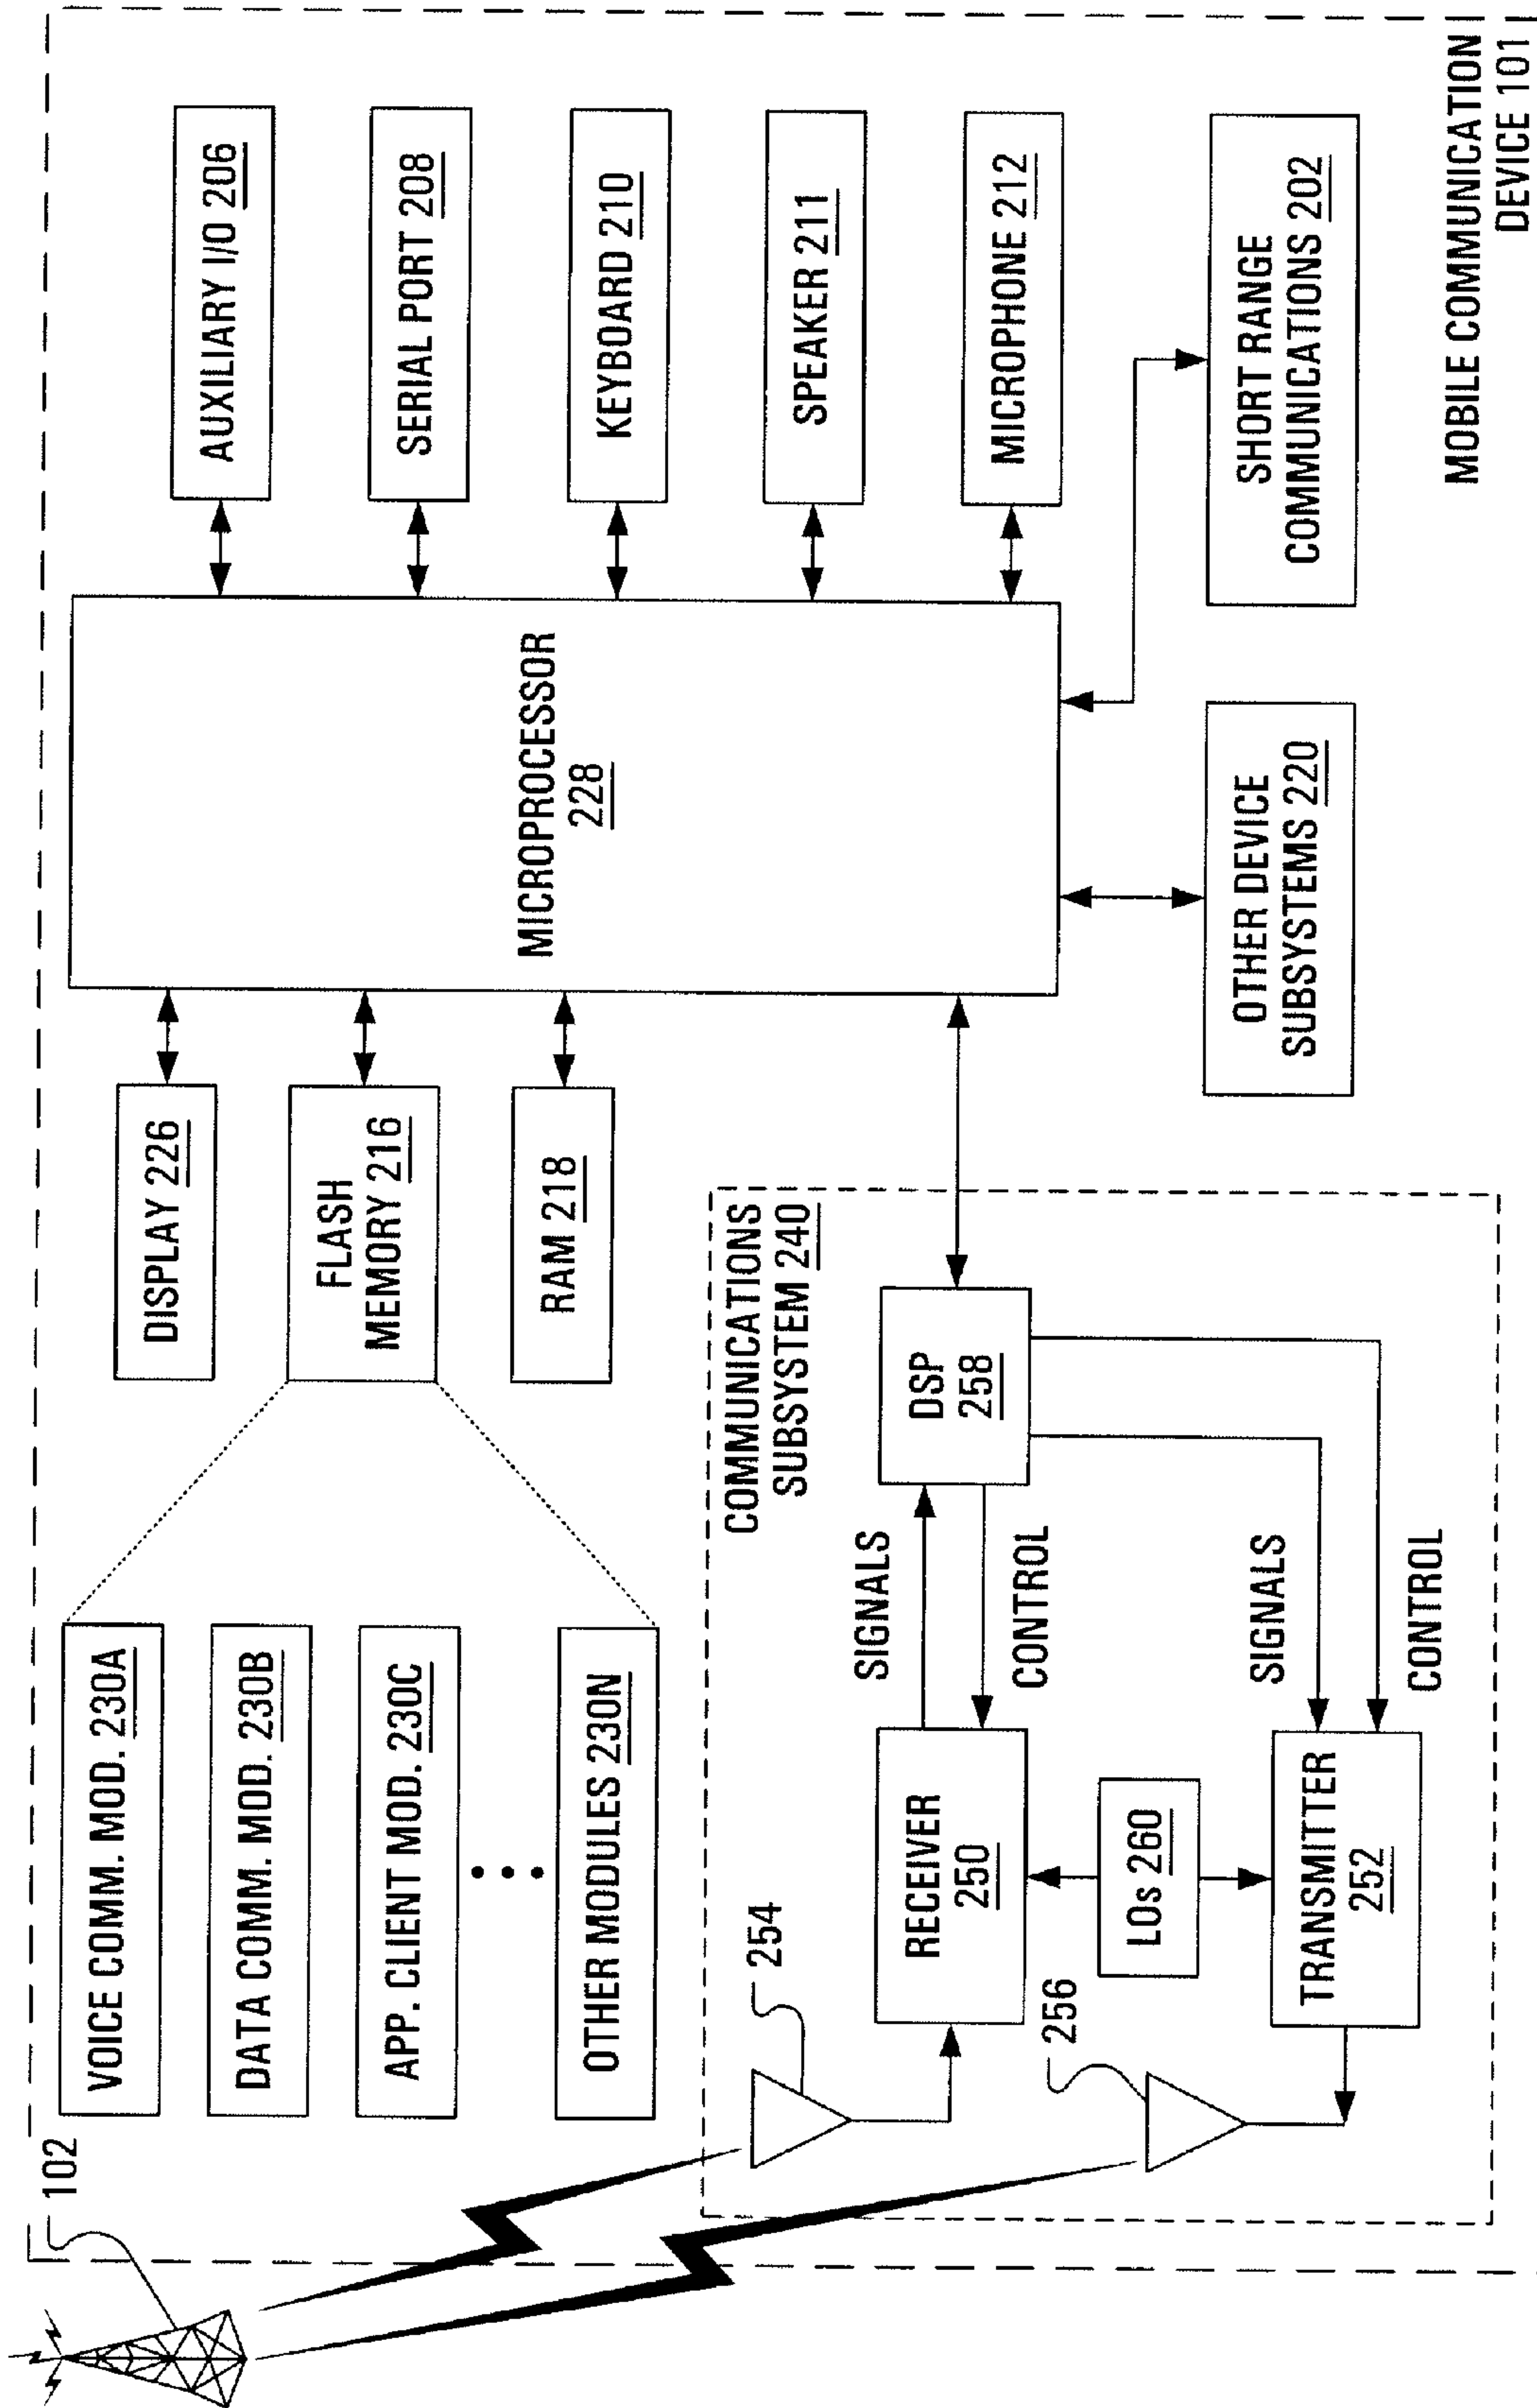 102
VOICE COMM. MOD. 230A
DATA COMM. MOD. 230B
APP. CLIENT MOD. 230C
OTHER MODULES 230N
DISPLAY 226
FLASH
MEMORY 216
RAM 218
MICROPROCESSOR
228
AUXILIARY I/O 206
SERIAL PORT 208
KEYBOARD 210
SPEAKER 211
MICROPHONE 212
COMMUNICATIONS
SUBSYSTEM 240
254
256
RECEIVER
250
LOs 260
TRANSMITTER
252
SIGNALS
CONTROL
SIGNALS
CONTROL
DSP
258
OTHER DEVICE
SUBSYSTEMS 220
SHORT RANGE
COMMUNICATIONS 202
MOBILE COMMUNICATION
DEVICE 101